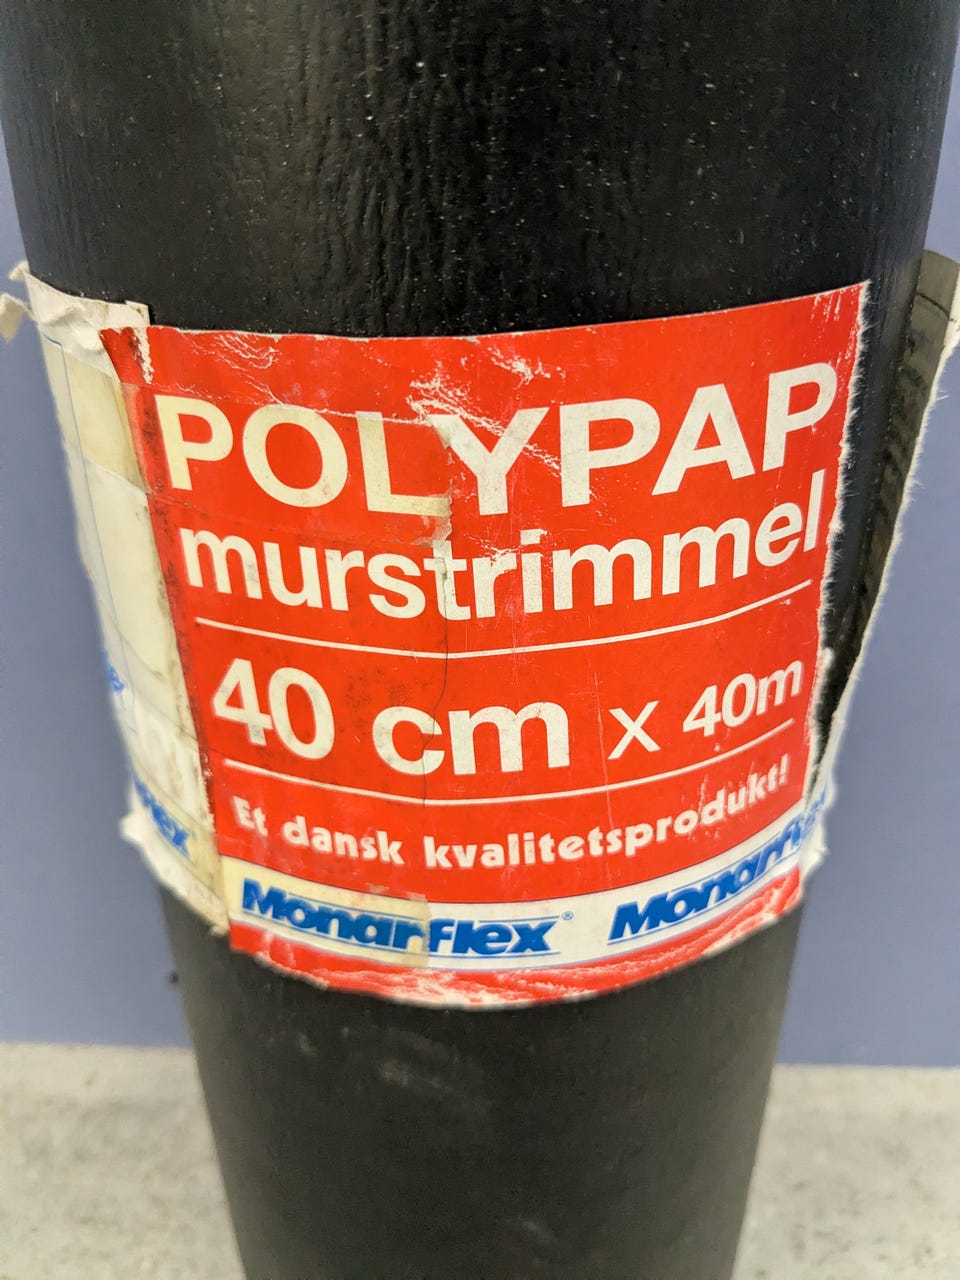 POLYPAP
murstrimmel
40 cm x 40m
Et dansk kvalitetsprodukt!
Monarflex® Monarflex